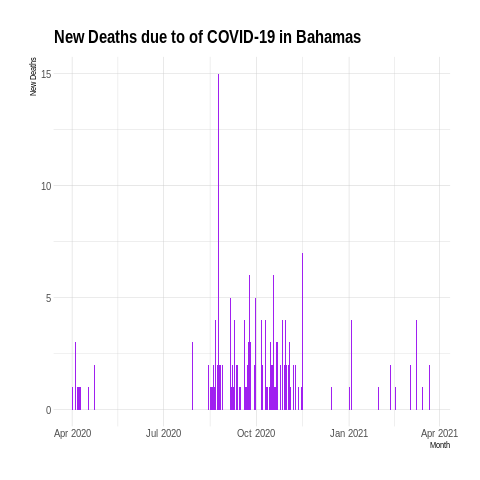 New Deaths due to of COVID-19 in Bahamas
New Deaths
15
10
5
0
Apr 2020 Jul 2020 Oct 2020 Jan 2021 Apr 2021
Month